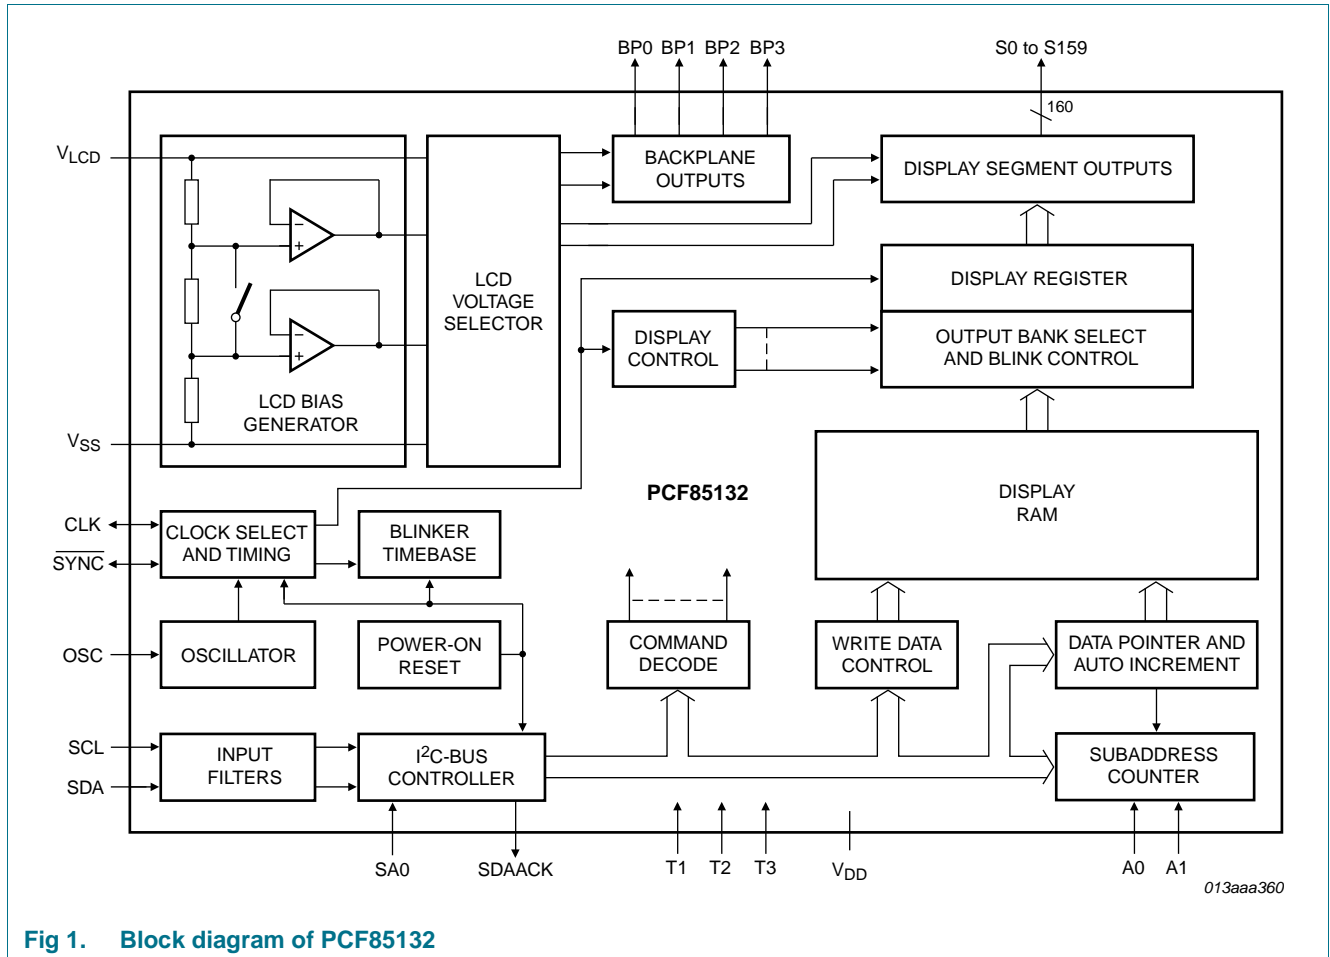 BP0 BP1 BP2 BP3
S0 to S159
160
VLCD
BACKPLANE
OUTPUTS
DISPLAY SEGMENT OUTPUTS
−
+
LCD
VOLTAGE
SELECTOR
DISPLAY REGISTER
−
+
DISPLAY
CONTROL
OUTPUT BANK SELECT
AND BLINK CONTROL
LCD BIAS
GENERATOR
VSS
PCF85132
DISPLAY
RAM
CLK
SYNC
CLOCK SELECT
AND TIMING
BLINKER
TIMEBASE
OSC
OSCILLATOR
POWER-ON
RESET
COMMAND
DECODE
WRITE DATA
CONTROL
DATA POINTER AND
AUTO INCREMENT
SCL
SDA
INPUT
FILTERS
I2C-BUS
CONTROLLER
SUBADDRESS
COUNTER
SA0
SDAACK
T1 T2 T3
VDD
A0 A1
013aaa360
Fig 1. Block diagram of PCF85132